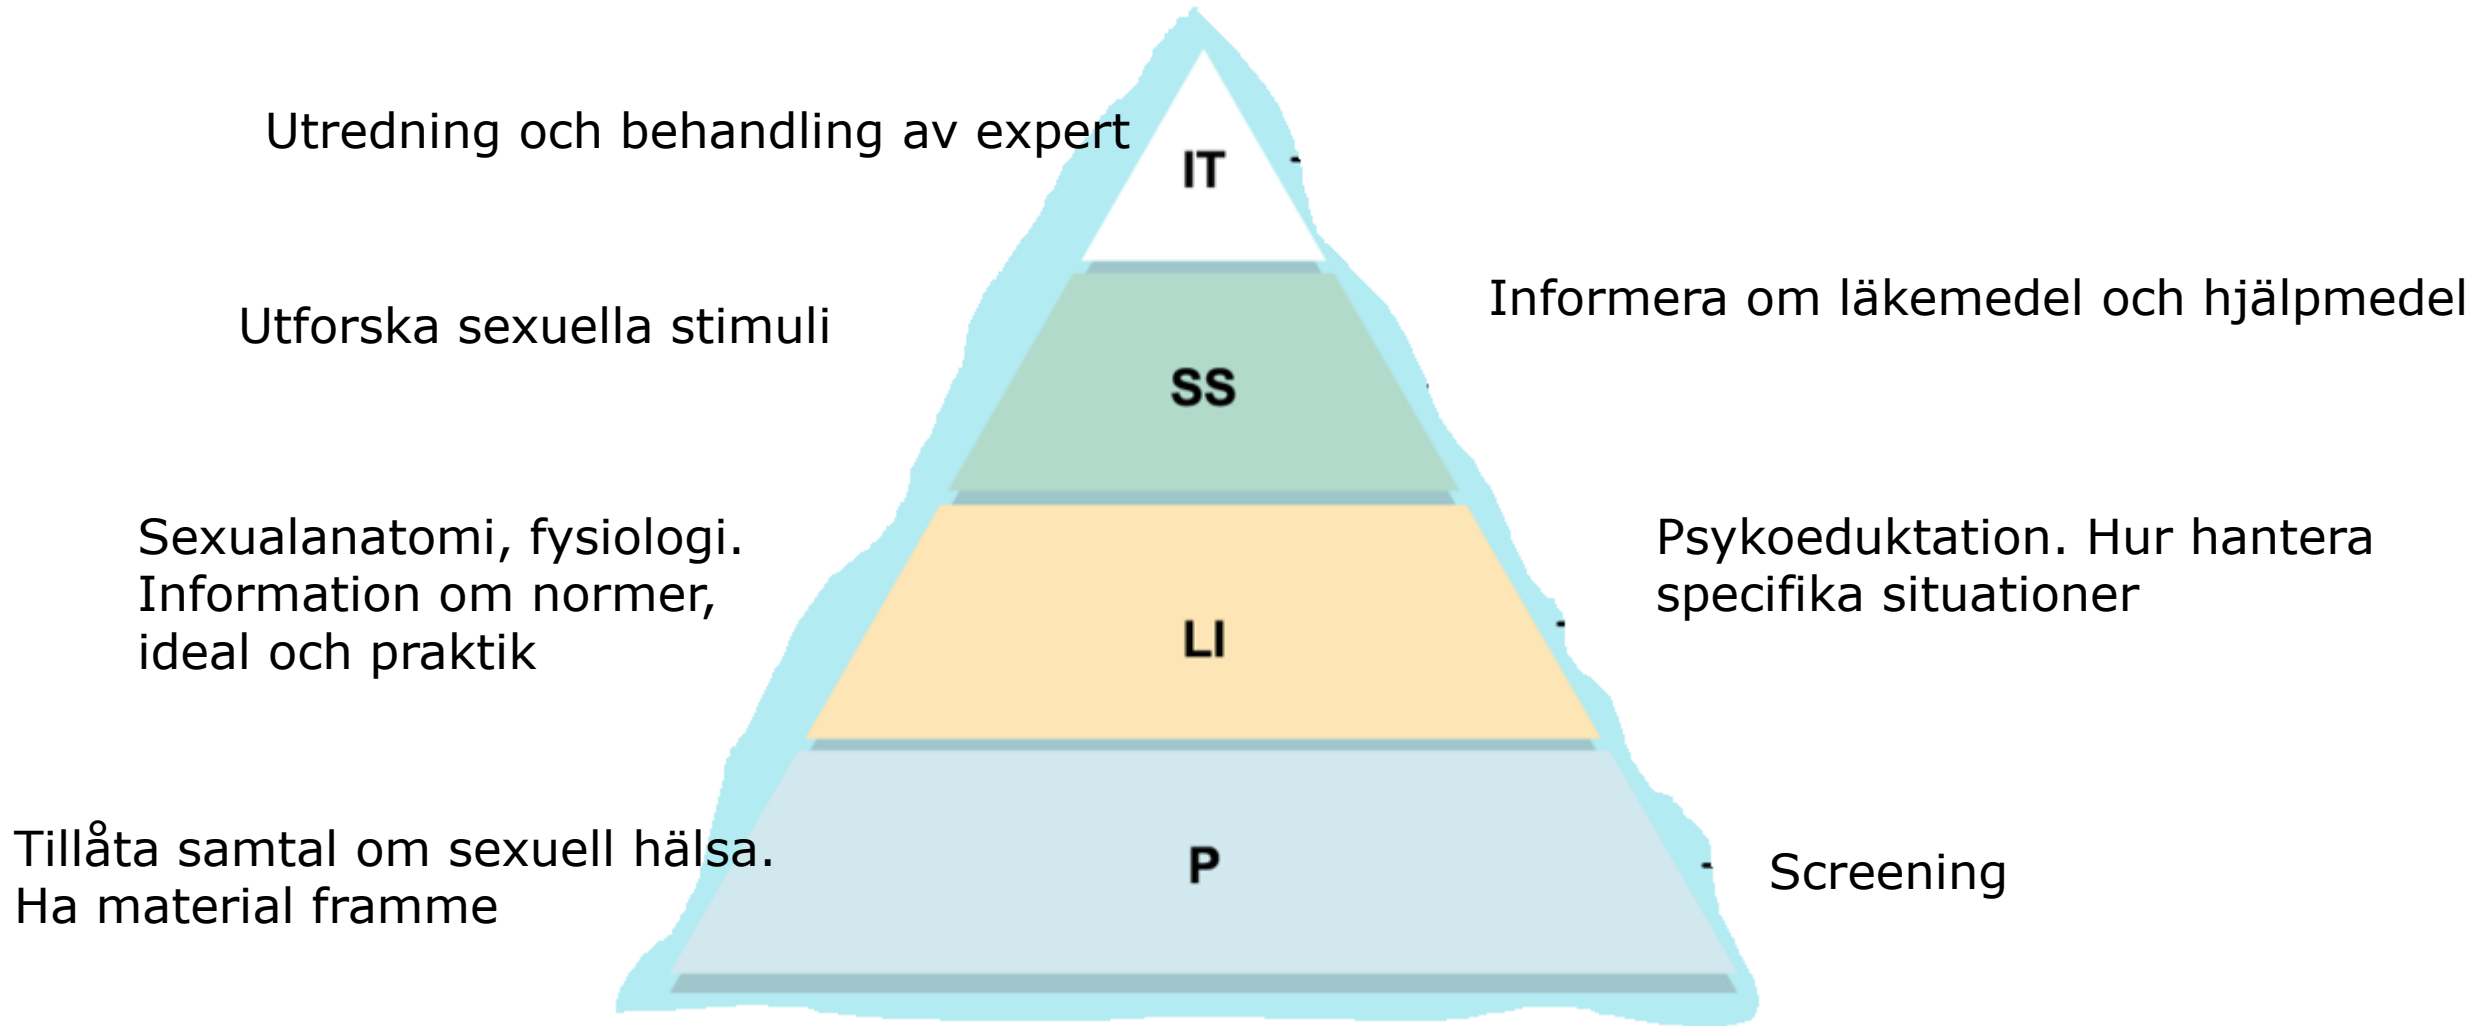 Utredning och behandling av expert
IT
Utforska sexuella stimuli
SS
Informera om läkemedel och hjälpmedel
Sexualanatomi, fysiologi.
Information om normer,
ideal och praktik
LI
Psykoeduktation. Hur hantera
specifika situationer
Tillåta samtal om sexuell hälsa.
Ha material framme
P
Screening